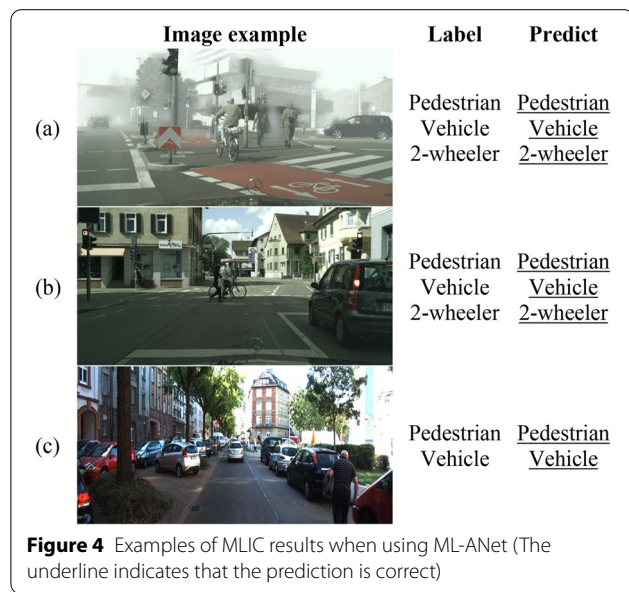 Image example Label Predict
(a)
Pedestrian Pedestrian
Vehicle Vehicle
2-wheeler 2-wheeler
(b)
Pedestrian Pedestrian
Vehicle Vehicle
2-wheeler 2-wheeler
(c)
Pedestrian Pedestrian
Vehicle Vehicle
Figure 4 Examples of MLIC results when using ML-ANet (The
underline indicates that the prediction is correct)